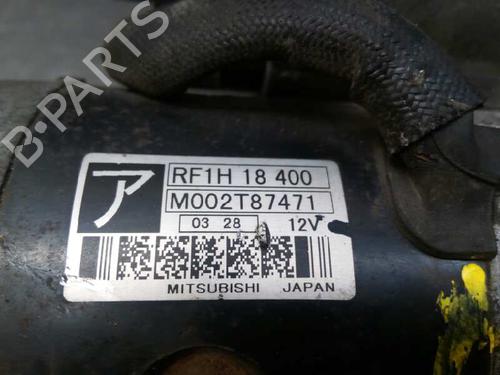 B-PARTS
ア
RF1H 18 400
M002T87471
03 28 12V
MITSUBISHI JAPAN